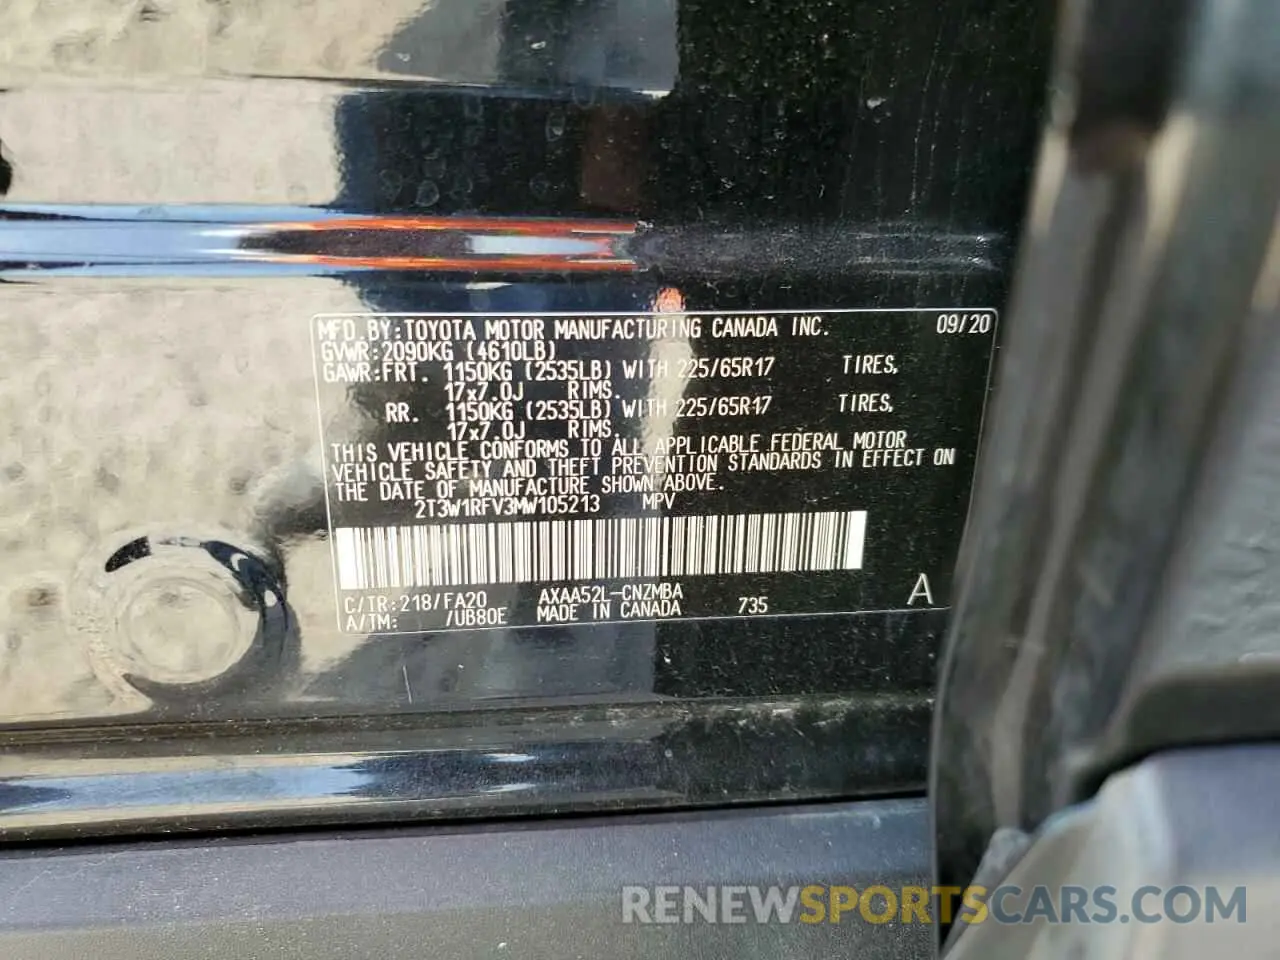 MFD.BY:TOYOTA MOTOR MANUFACTURING CANADA INC. 09/20
GVWR:2090KG (4610LB)
GAWR:FRT. 1150KG (2535LB) WITH 225/65R17 TIRES,
17x7.0J RIMS.
RR. 1150KG (2535LB) WITH 225/65R17 TIRES,
17x7.0J RIMS.
THIS VEHICLE CONFORMS TO ALL APPLICABLE FEDERAL MOTOR
VEHICLE SAFETY AND THEFT PREVENTION STANDARDS IN EFFECT ON
THE DATE OF MANUFACTURE SHOWN ABOVE.
2T3W1RFV3MW105213 MPV
C/TR:218/FA20 AXAA52L-CNZMBA A
A/TM: /UB80E MADE IN CANADA 735
RENEWSPORTSCARS.COM